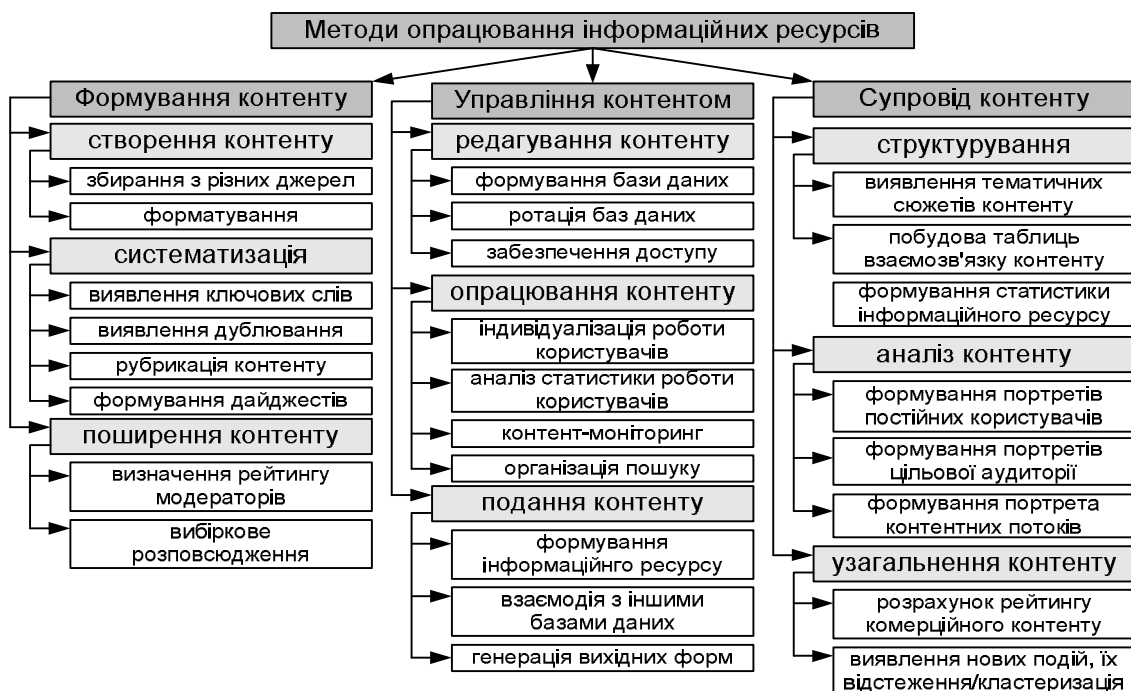 Методи опрацювання інформаційних ресурсів
Формування контенту
створення контенту
збирання з різних джерел
форматування
систематизація
виявлення ключових слів
виявлення дублювання
рубрикація контенту
формування дайджестів
поширення контенту
визначення рейтингу
модераторів
вибіркове
розповсюдження
Управління контентом
редагування контенту
формування бази даних
ротація баз даних
забезпечення доступу
опрацювання контенту
індивідуалізація роботи
користувачів
аналіз статистики роботи
користувачів
контент-моніторинг
організація пошуку
подання контенту
формування
інформаційнго ресурсу
взаємодія з іншими
базами даних
генерація вихідних форм
Супровід контенту
структурування
виявлення тематичних
сюжетів контенту
побудова таблиць
взаємозв'язку контенту
формування статистики
інформаційного ресурсу
аналіз контенту
формування портретів
постійних користувачів
формування портретів
цільової аудиторії
формування портрета
контентних потоків
узагальнення контенту
розрахунок рейтингу
комерційного контенту
виявлення нових подій, їх
відстеження/кластеризація